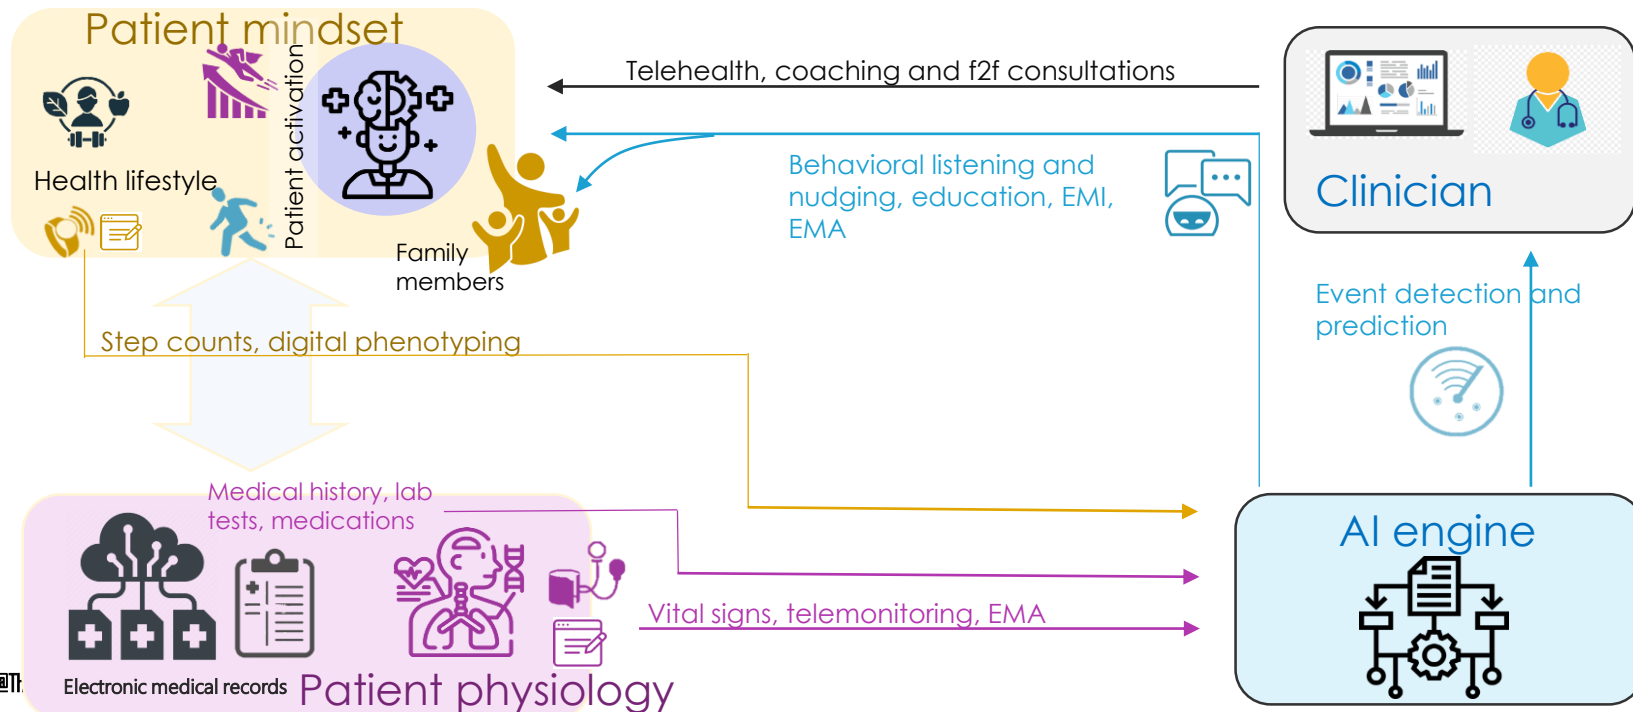 Patient mindset
Patient activation
Health lifestyle
Family
members
Telehealth, coaching and f2f consultations
Behavioral listening and
nudging, education, EMI,
EMA
Clinician
Event detection and
prediction
Step counts, digital phenotyping
Medical history, lab
tests, medications
Vital signs, telemonitoring, EMA
AI engine
Electronic medical records
Patient physiology